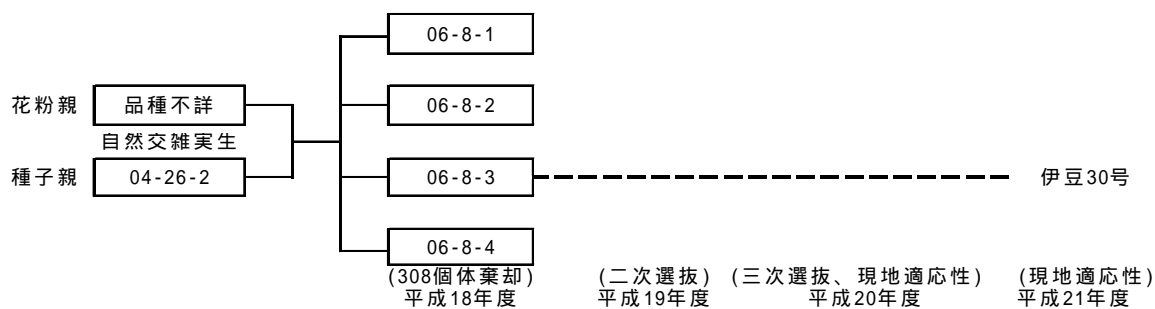 06-8-1
花粉親 品種不詳 06-8-2
自然交雑実生
種子親 04-26-2 06-8-3 伊豆30号
06-8-4
(308個体棄却) (二次選抜) (三次選抜、現地適応性) (現地適応性)
平成18年度 平成19年度 平成20年度 平成21年度